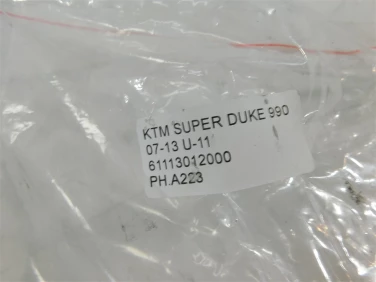 KTM SUPER DUKE 990
07-13 U-11
61113012000
PH.A223